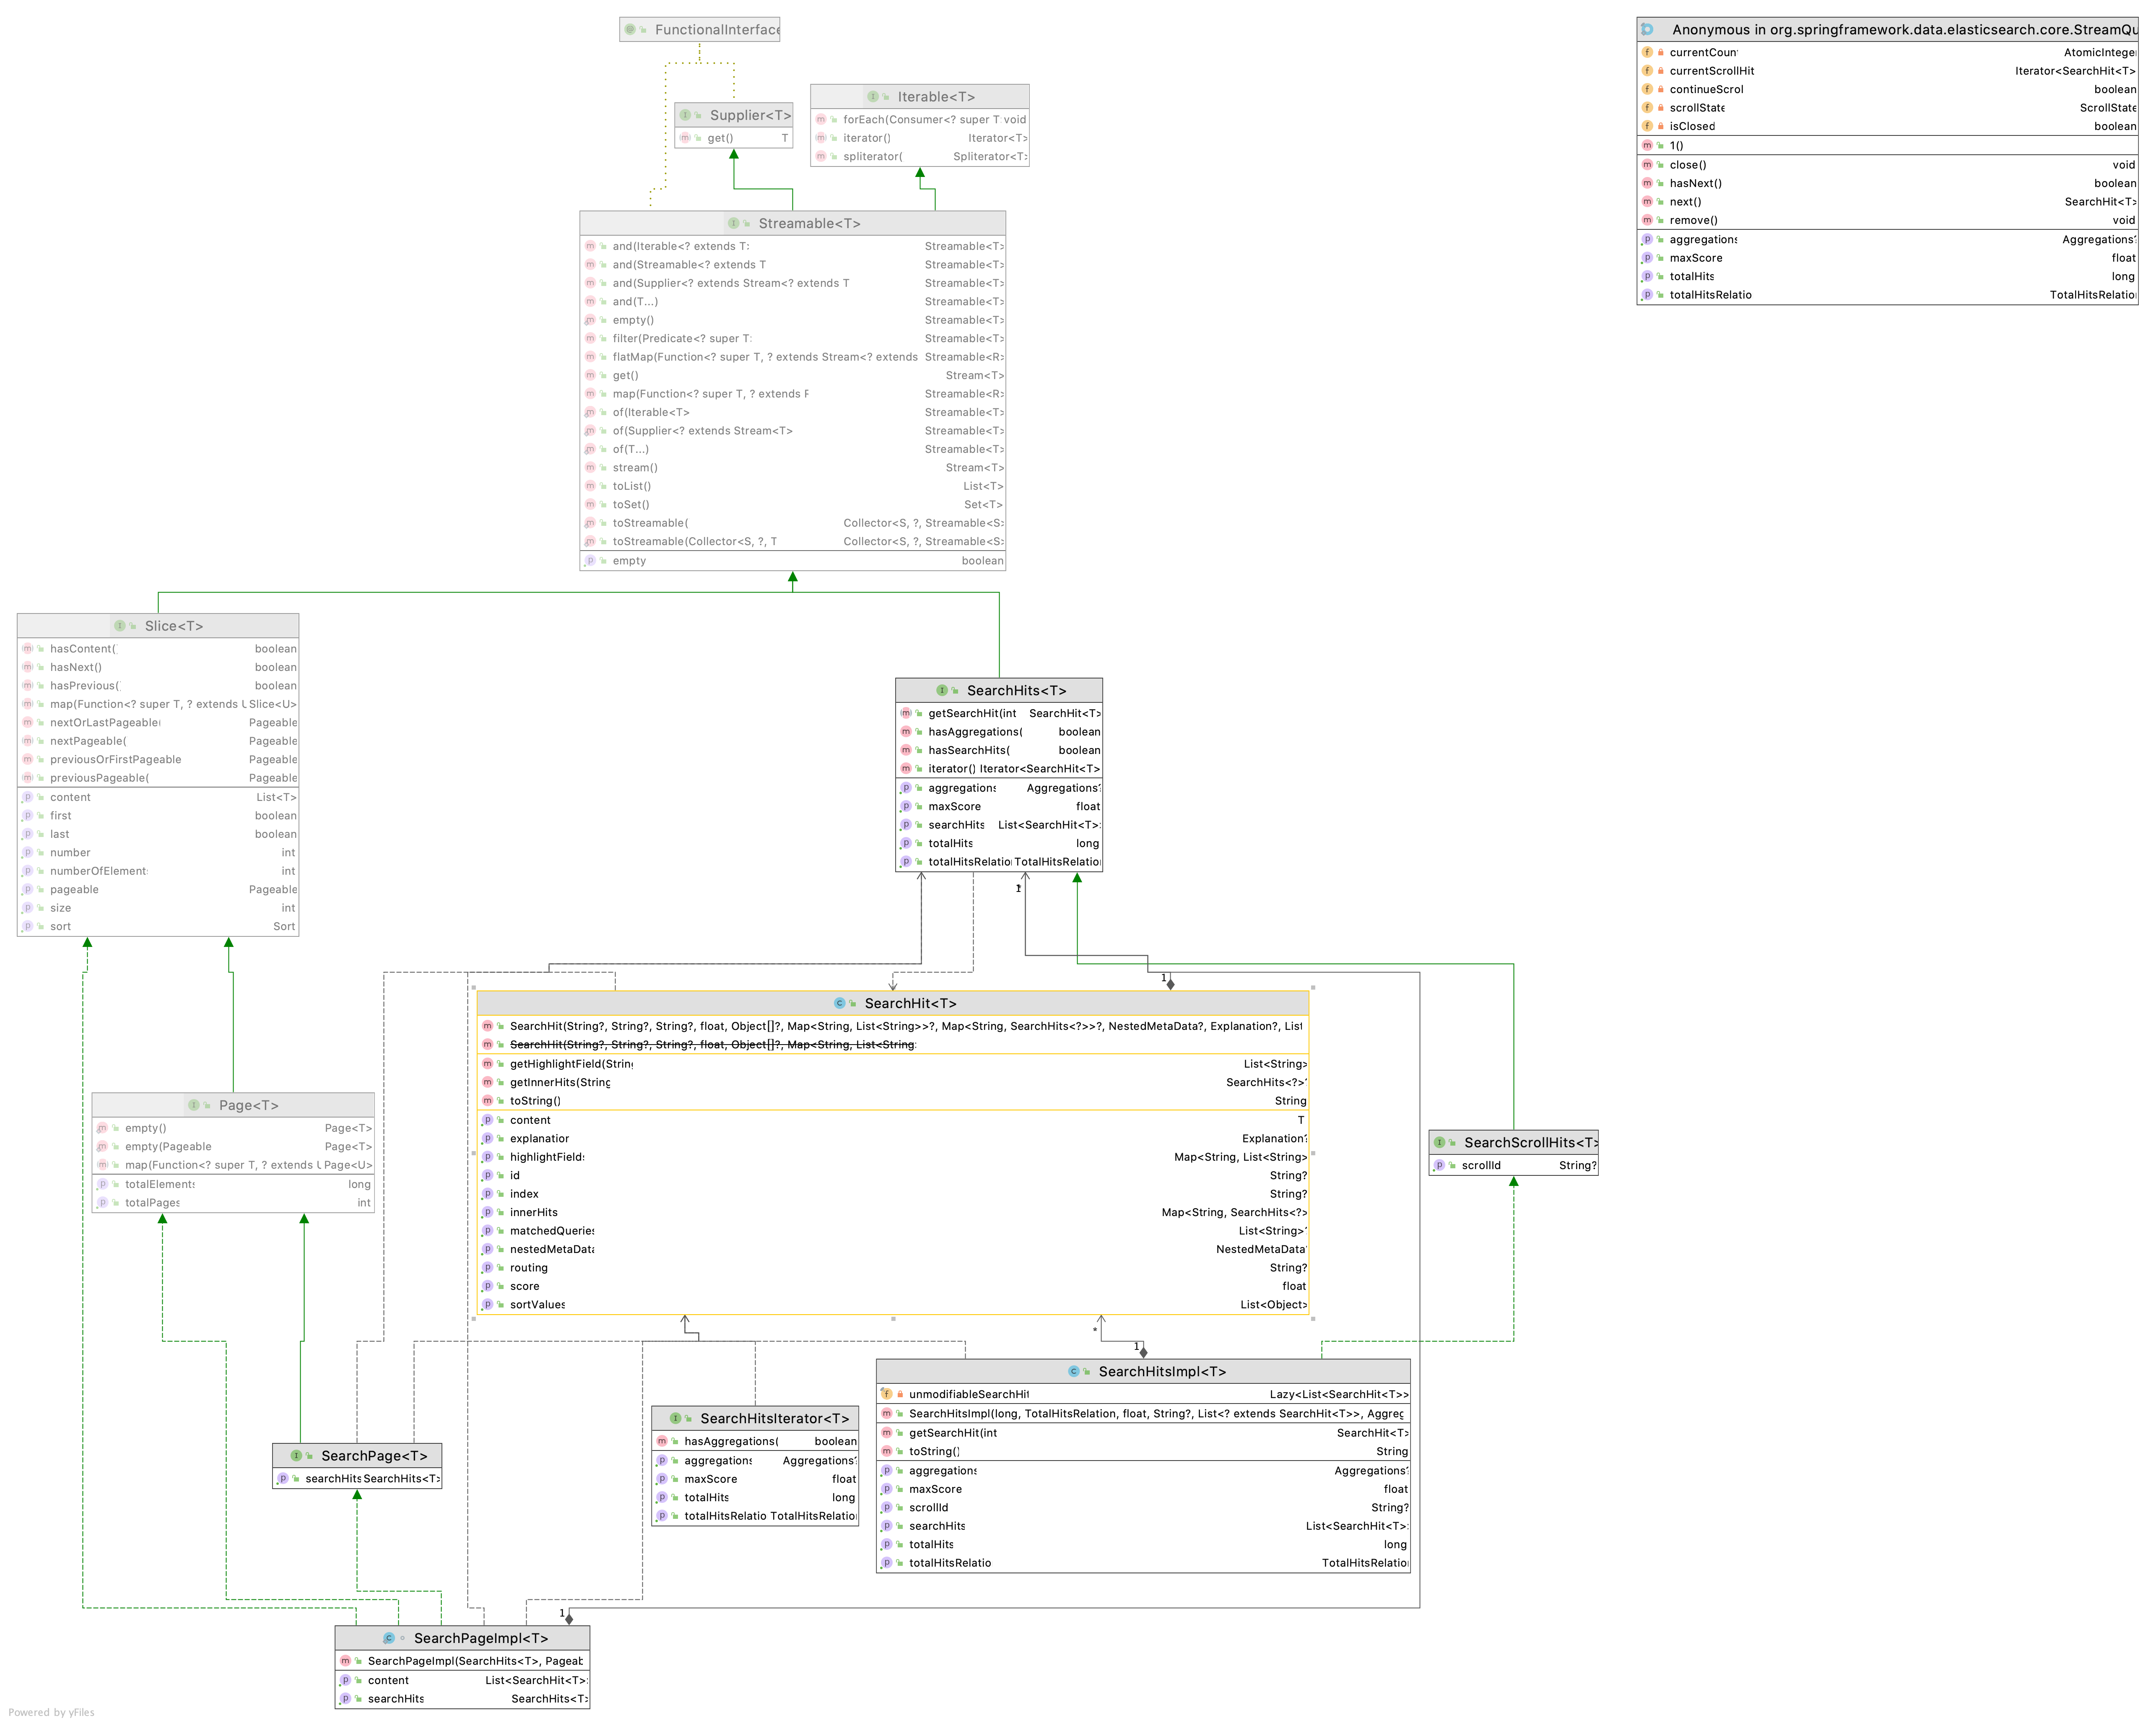 FunctionalInterface
Supplier<T>
get() T
Iterable<T>
forEach(Consumer<? super T void
iterator() Iterator<T>
spliterator( Spliterator<T>
Anonymous in org.springframework.data.elasticsearch.core.StreamQu
currentCoun AtomicInteger
currentScrollHit Iterator<SearchHit<T>
continueScrol boolean
scrollState ScrollState
isClosed boolean
1()
close() void
hasNext() boolean
next() SearchHit<T>
remove() void
aggregations Aggregations?
maxScore float
totalHits long
totalHitsRelatio TotalHitsRelatio
Streamable<T>
and(Iterable<? extends T> Streamable<T>
and(Streamable<? extends T Streamable<T>
and(Supplier<? extends Stream<? extends T Streamable<T>
and(T...) Streamable<T>
empty() Streamable<T>
filter(Predicate<? super T> Streamable<T>
flatMap(Function<? super T, ? extends Stream<? extends Streamable<R>
get() Stream<T>
map(Function<? super T, ? extends R Streamable<R>
of(Iterable<T> Streamable<T>
of(Supplier<? extends Stream<T> Streamable<T>
of(T...) Streamable<T>
stream() Stream<T>
toList() List<T>
toSet() Set<T>
toStreamable( Collector<S, ?, Streamable<S>
toStreamable(Collector<S, ?, T Collector<S, ?, Streamable<S>
empty boolean
Slice<T>
hasContent() boolean
hasNext() boolean
hasPrevious() boolean
map(Function<? super T, ? extends U Slice<U>
nextOrLastPageable( Pageable
nextPageable( Pageable
previousOrFirstPageable Pageable
previousPageable( Pageable
content List<T>
first boolean
last boolean
number int
numberOfElements int
pageable Pageable
size int
sort Sort
SearchHits<T>
getSearchHit(int SearchHit<T>
hasAggregations( boolean
hasSearchHits( boolean
iterator() Iterator<SearchHit<T>
aggregations Aggregations?
maxScore float
searchHits List<SearchHit<T>>
totalHits long
totalHitsRelatio TotalHitsRelatio
1
SearchHit<T>
SearchHit(String?, String?, String?, float, Object[]?, Map<String, List<String>>?, Map<String, SearchHits<?>>?, NestedMetaData?, Explanation?, List
SearchHit(String?, String?, String?, float, Object[]?, Map<String, List<String
getHighlightField(String List<String>
getInnerHits(String SearchHits<?>?
toString() String
content T
explanation Explanation?
highlightFields Map<String, List<String>
id String?
index String?
innerHits Map<String, SearchHits<?>
matchedQueries List<String>?
nestedMetaData NestedMetaData?
routing String?
score float
sortValues List<Object>
Page<T>
empty() Page<T>
empty(Pageable Page<T>
map(Function<? super T, ? extends U Page<U>
totalElements long
totalPages int
SearchScrollHits<T>
scrollId String?
*
1
SearchHitsImpl<T>
unmodifiableSearchHit Lazy<List<SearchHit<T>>
SearchHitsImpl(long, TotalHitsRelation, float, String?, List<? extends SearchHit<T>>, Aggreg
getSearchHit(int SearchHit<T>
toString() String
aggregations Aggregations?
maxScore float
scrollId String?
searchHits List<SearchHit<T>>
totalHits long
totalHitsRelatio TotalHitsRelatio
SearchHitsIterator<T>
hasAggregations( boolean
aggregations Aggregations?
maxScore float
totalHits long
totalHitsRelatio TotalHitsRelatio
SearchPage<T>
searchHits SearchHits<T>
1
SearchPageImpl<T>
SearchPageImpl(SearchHits<T>, Pageab
content List<SearchHit<T>>
searchHits SearchHits<T>
Powered by yFiles